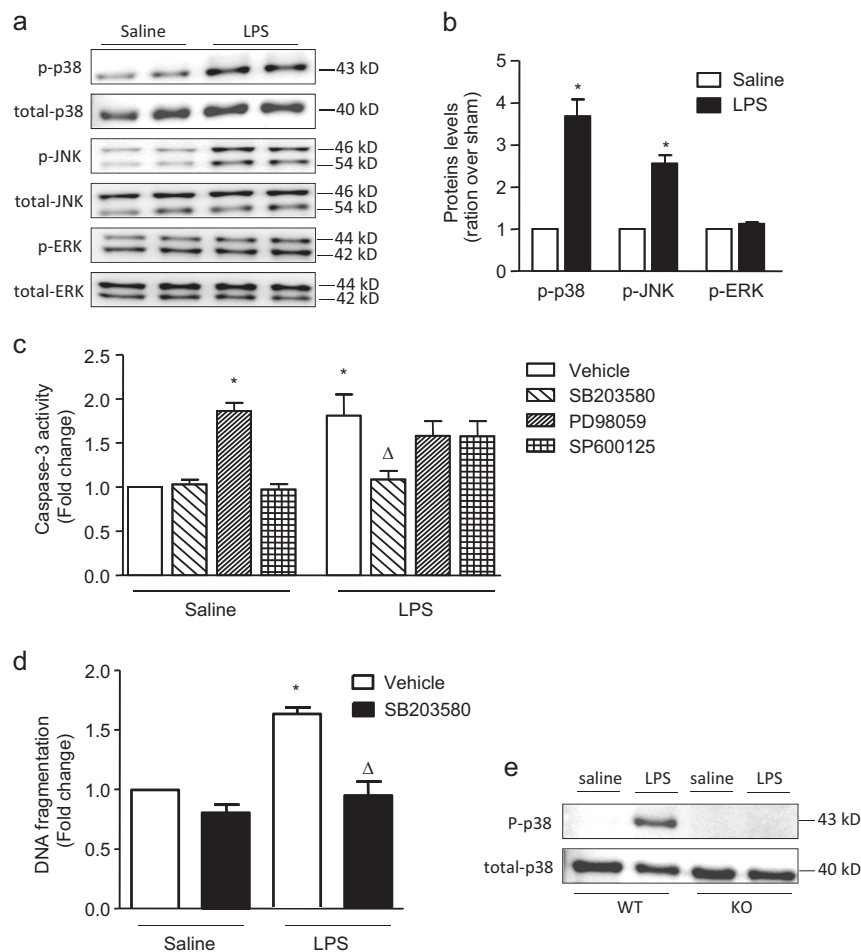 a
Saline LPS
p-p38 43 kD
total-p38 40 kD
p-JNK 46 kD
54 kD
total-JNK 46 kD
54 kD
p-ERK 44 kD
42 kD
total-ERK 44 kD
42 kD
b
Proteins levels
(ration over sham)
5
4
3
2
1
0
* *
Saline
LPS
p-p38 p-JNK p-ERK
c
Caspase-3 activity
(Fold change)
2.5
2.0
1.5
1.0
0.5
0.0
* * Δ
Vehicle
SB203580
PD98059
SP600125
Saline LPS
d
DNA fragmentation
(Fold change)
2.0
1.5
1.0
0.5
0.0
* Δ
Vehicle
SB203580
Saline LPS
e
saline LPS saline LPS
P-p38 43 kD
total-p38 40 kD
WT KO